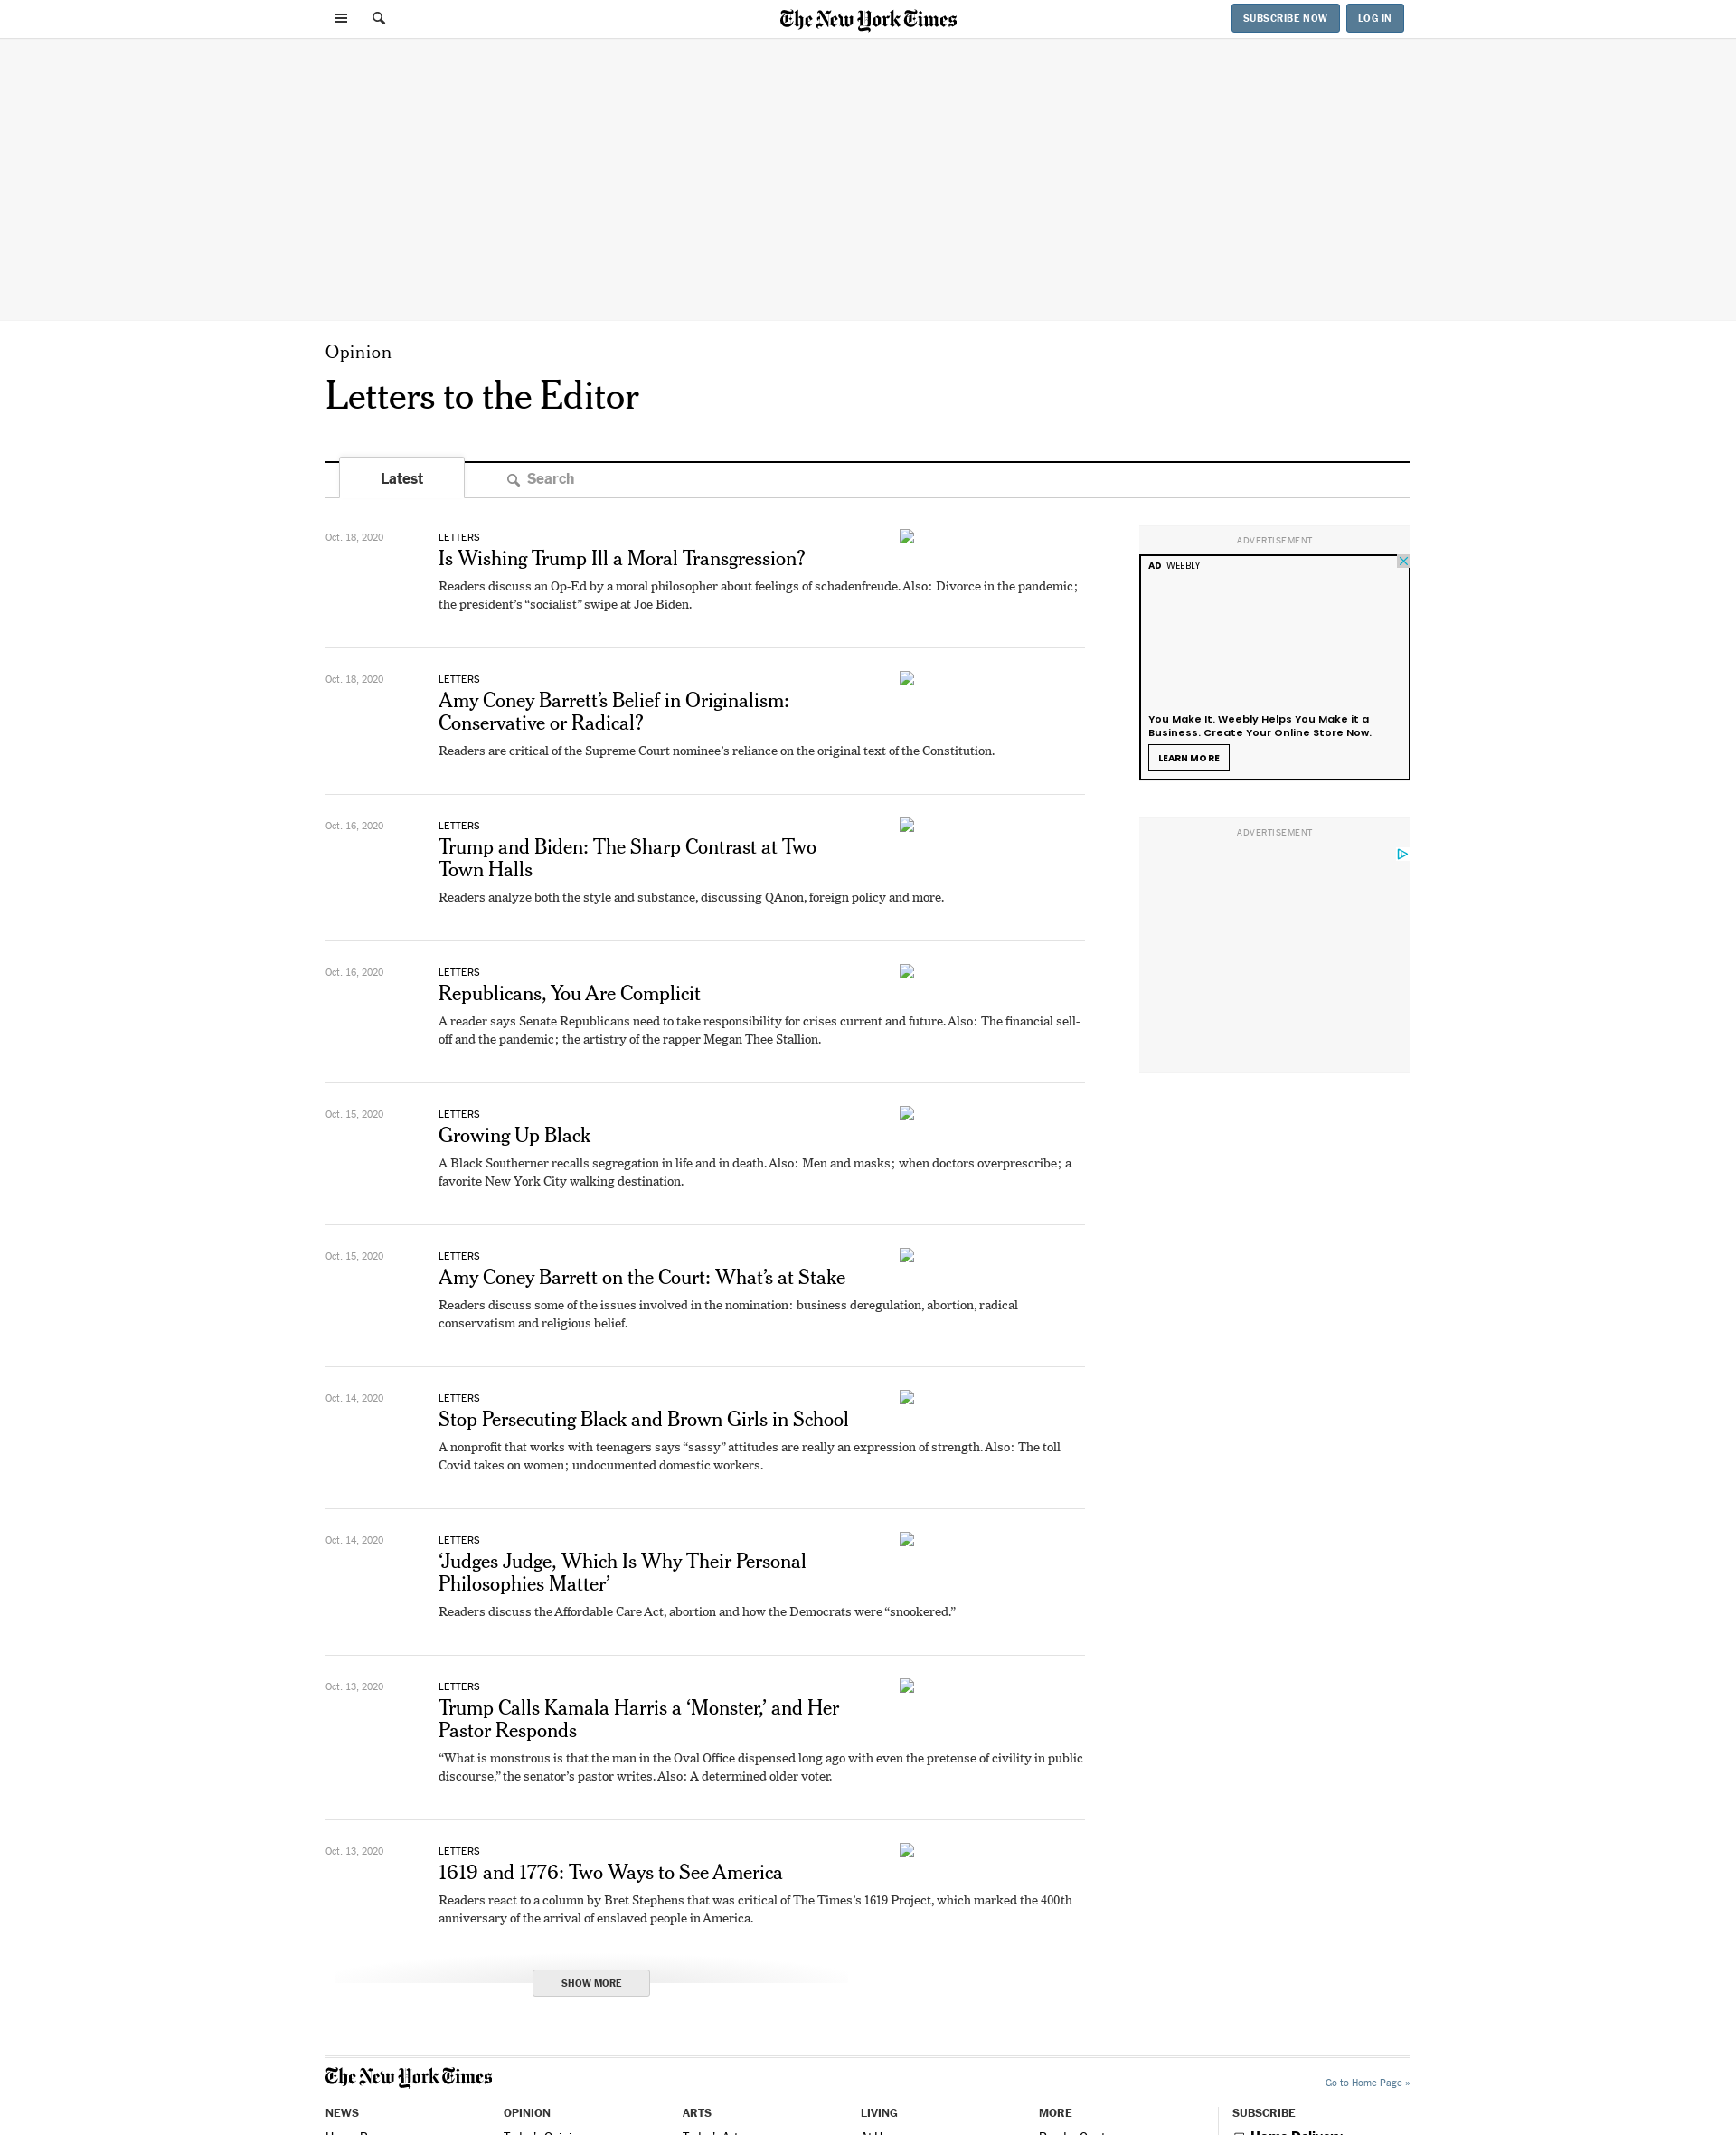 The New York Times
SUBSCRIBE NOW
LOG IN
Opinion
Letters to the Editor
Latest
Search
Oct. 18, 2020
LETTERS
Is Wishing Trump Ill a Moral Transgression?
Readers discuss an Op-Ed by a moral philosopher about feelings of schadenfreude. Also: Divorce in the pandemic;
the president’s “socialist” swipe at Joe Biden.
Oct. 18, 2020
LETTERS
Amy Coney Barrett’s Belief in Originalism:
Conservative or Radical?
Readers are critical of the Supreme Court nominee’s reliance on the original text of the Constitution.
Oct. 16, 2020
LETTERS
Trump and Biden: The Sharp Contrast at Two
Town Halls
Readers analyze both the style and substance, discussing QAnon, foreign policy and more.
Oct. 16, 2020
LETTERS
Republicans, You Are Complicit
A reader says Senate Republicans need to take responsibility for crises current and future. Also: The financial sell-
off and the pandemic; the artistry of the rapper Megan Thee Stallion.
Oct. 15, 2020
LETTERS
Growing Up Black
A Black Southerner recalls segregation in life and in death. Also: Men and masks; when doctors overprescribe; a
favorite New York City walking destination.
Oct. 15, 2020
LETTERS
Amy Coney Barrett on the Court: What’s at Stake
Readers discuss some of the issues involved in the nomination: business deregulation, abortion, radical
conservatism and religious belief.
Oct. 14, 2020
LETTERS
Stop Persecuting Black and Brown Girls in School
A nonprofit that works with teenagers says “sassy” attitudes are really an expression of strength. Also: The toll
Covid takes on women; undocumented domestic workers.
Oct. 14, 2020
LETTERS
‘Judges Judge, Which Is Why Their Personal
Philosophies Matter’
Readers discuss the Affordable Care Act, abortion and how the Democrats were “snookered.”
Oct. 13, 2020
LETTERS
Trump Calls Kamala Harris a ‘Monster,’ and Her
Pastor Responds
“What is monstrous is that the man in the Oval Office dispensed long ago with even the pretense of civility in public
discourse,” the senator’s pastor writes. Also: A determined older voter.
Oct. 13, 2020
LETTERS
1619 and 1776: Two Ways to See America
Readers react to a column by Bret Stephens that was critical of The Times’s 1619 Project, which marked the 400th
anniversary of the arrival of enslaved people in America.
SHOW MORE
ADVERTISEMENT
AD WEEBLY
You Make It. Weebly Helps You Make it a
Business. Create Your Online Store Now.
LEARN MORE
ADVERTISEMENT
The New York Times
Go to Home Page »
NEWS
OPINION
ARTS
LIVING
MORE
SUBSCRIBE